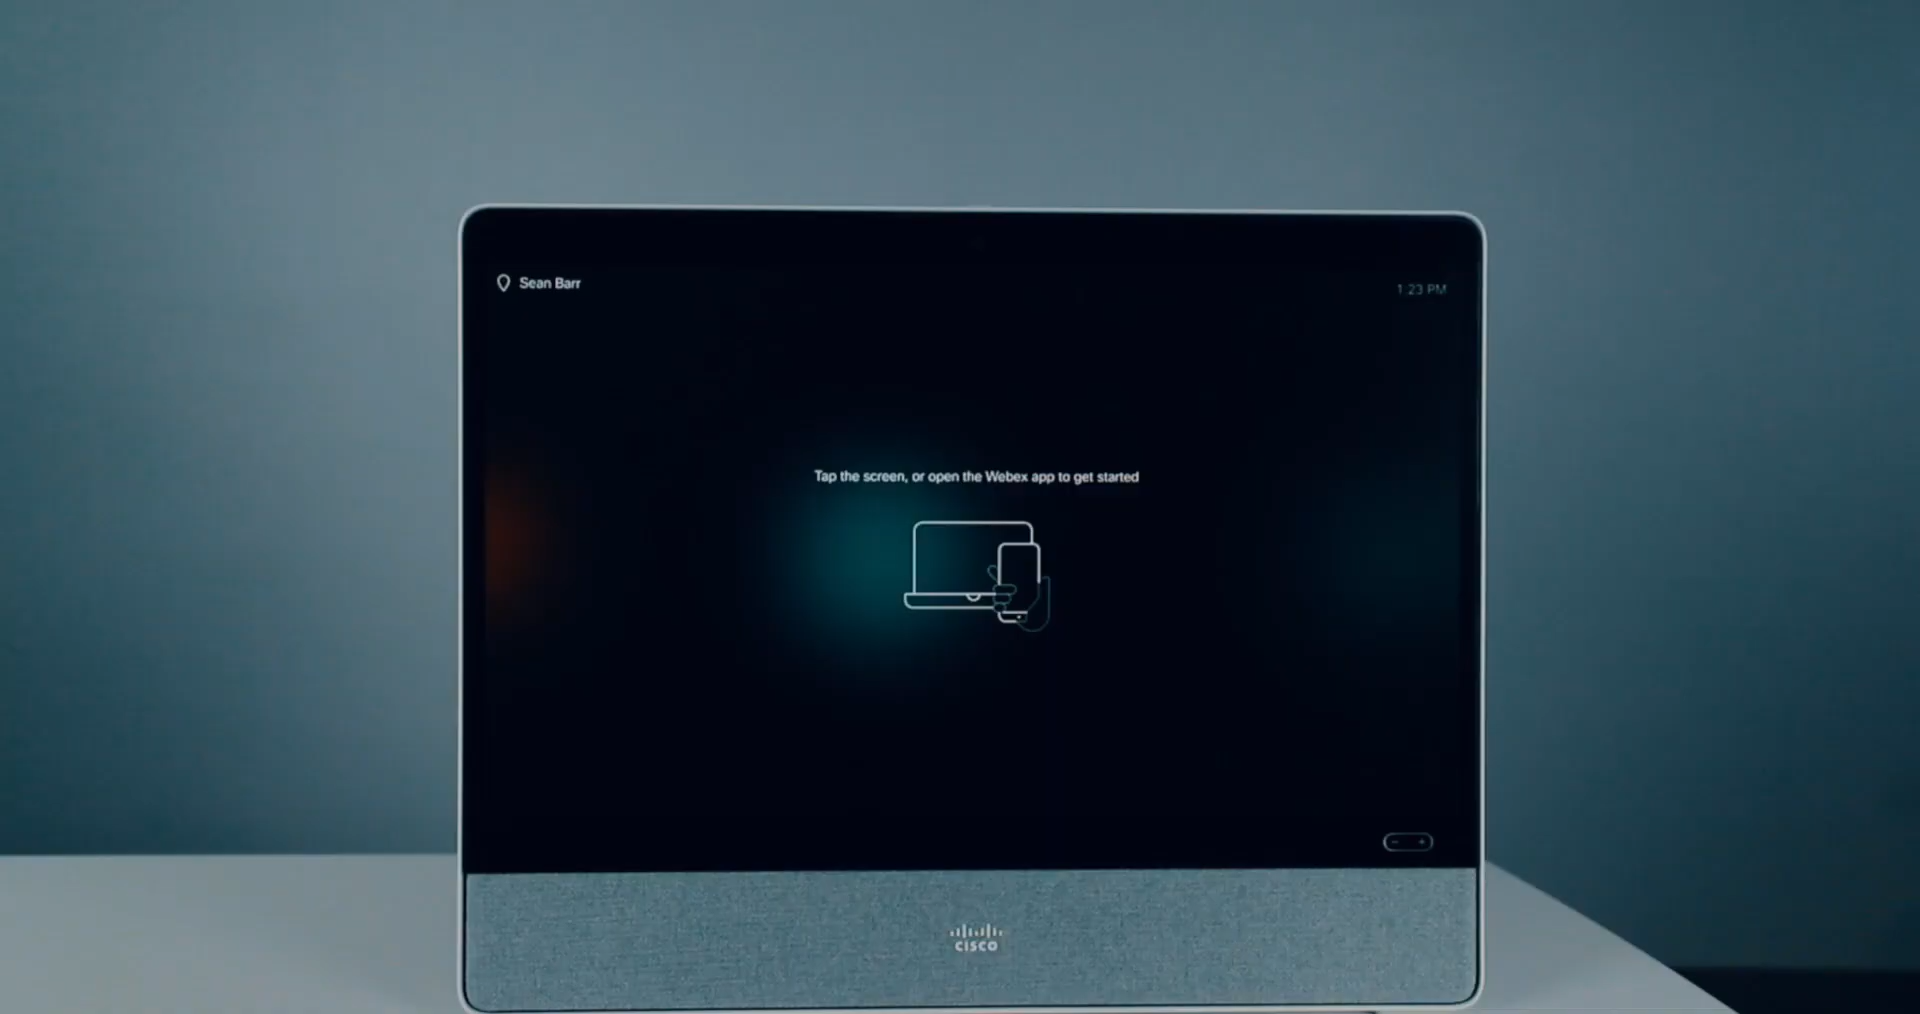 Sean Barr
1:23 PM
Tap the screen, or open the Webex app to get started
CISCO